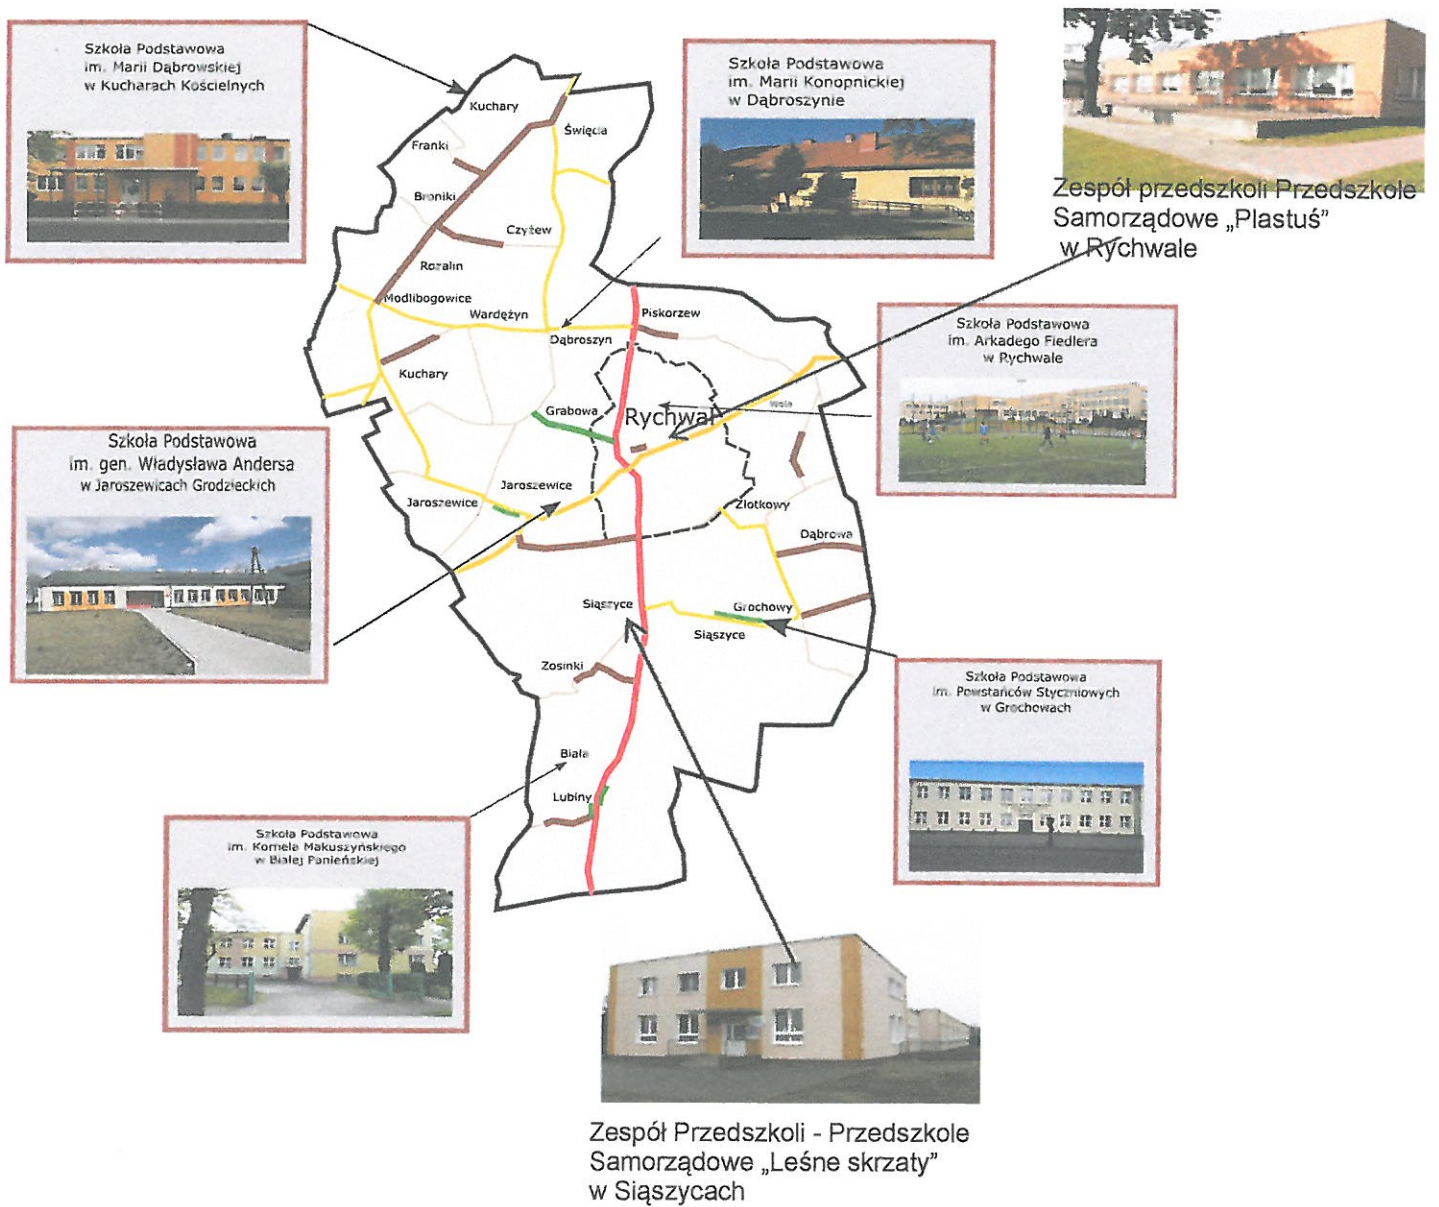 Szkoła Podstawowa
im. Marii Dąbrowskiej
w Kucharach Kościelnych
Szkoła Podstawowa
im. Marii Konopnickiej
w Dąbroszynie
Zespół przedszkoli Przedszkole
Samorządowe „Plastuś”
w Rychwale
Kuchary
Święcia
Franki
Broniki
Czyżew
Rozalin
Modlibogowice
Wardężyn
Piskorzew
Dąbroszyn
Kuchary
Szkoła Podstawowa
im. Arkadego Fiedlera
w Rychwale
Wola
Grabowa
Rychwał
Szkoła Podstawowa
im. gen. Władysława Andersa
w Jaroszewicach Grodzieckich
Jaroszewice
Jaroszewice
Złotkowy
Dąbrowa
Siąszyce
Grochowy
Siąszyce
Zosinki
Szkoła Podstawowa
im. Powstańców Styczniowych
w Grochowach
Biała
Lubiny
Szkoła Podstawowa
im. Kornela Makuszyńskiego
w Białej Panieńskiej
Zespół Przedszkoli - Przedszkole
Samorządowe „Leśne skrzaty”
w Siąszycach